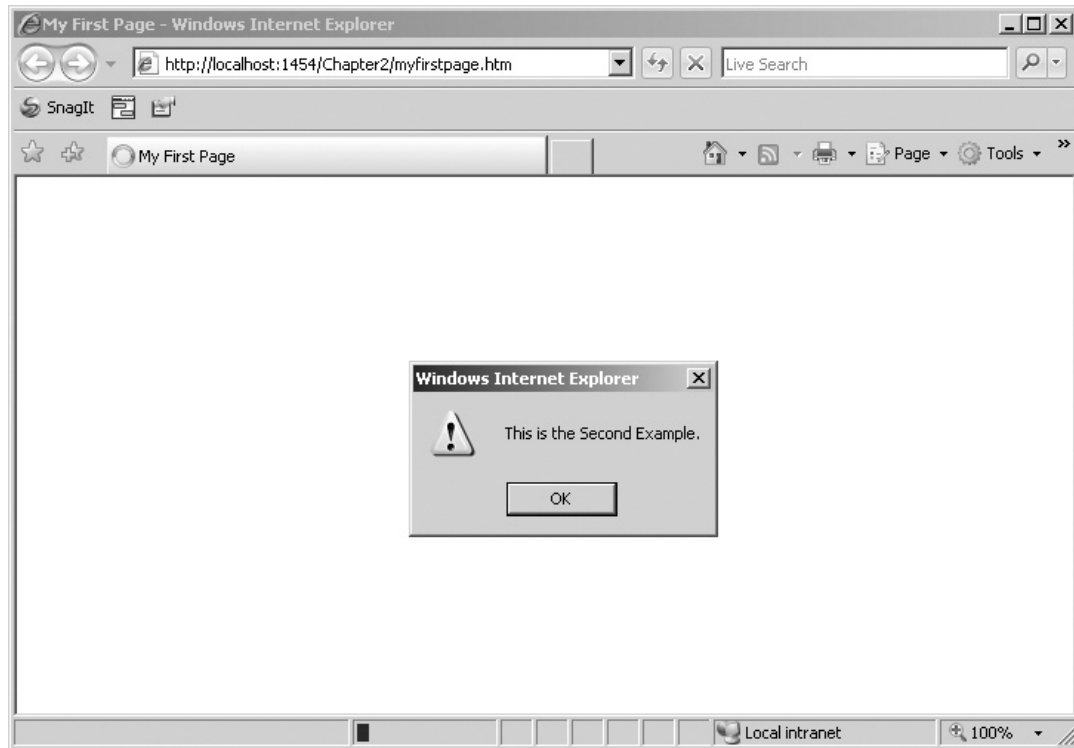 My First Page - Windows Internet Explorer
http://localhost:1454/Chapter2/myfirstpage.htm
Live Search
SnagIt
My First Page
Page
Tools
»
Windows Internet Explorer
This is the Second Example.
OK
Local intranet
100%